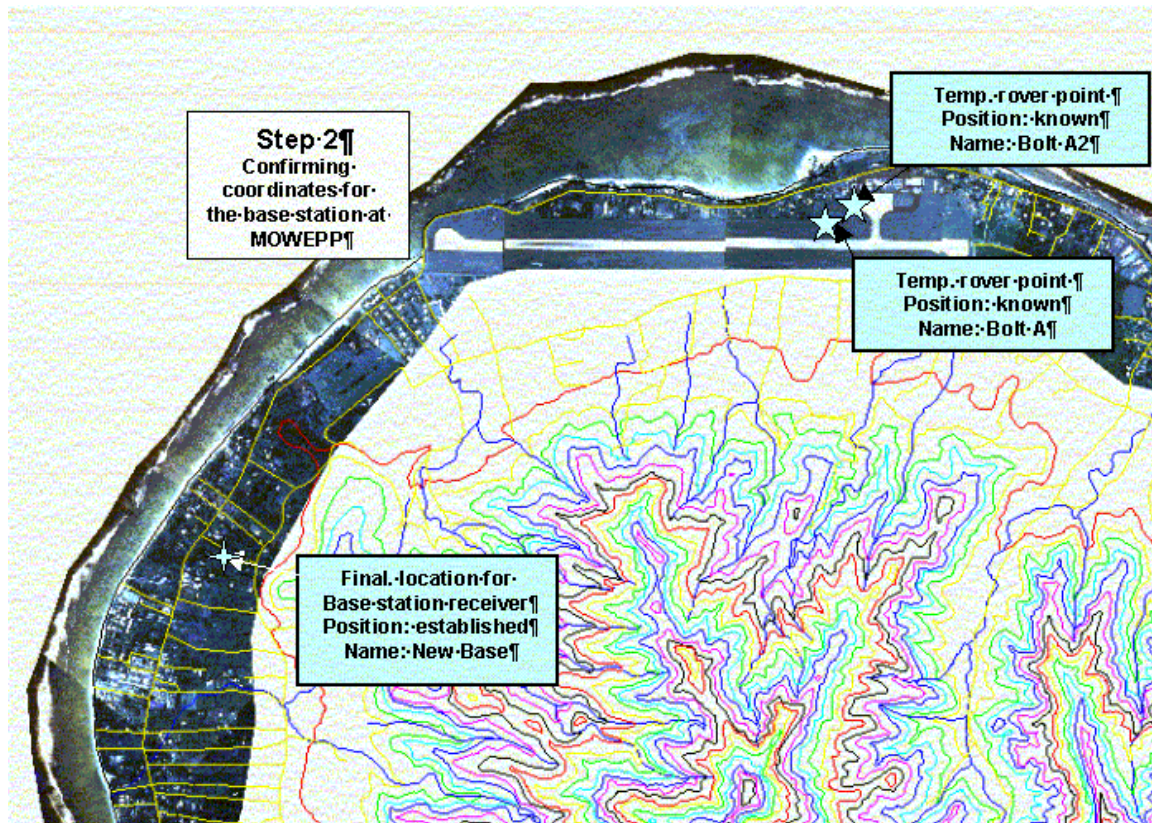 Step·2¶
Confirming·
coordinates·for·
the·base·station·at·
MOWEPP¶
Temp.·rover·point·¶
Position:·known¶
Name:·Bolt·A2¶
Temp.·rover·point·¶
Position:·known¶
Name:·Bolt·A¶
Final.·location·for·
Base·station·receiver¶
Position:·established¶
Name:·New·Base¶